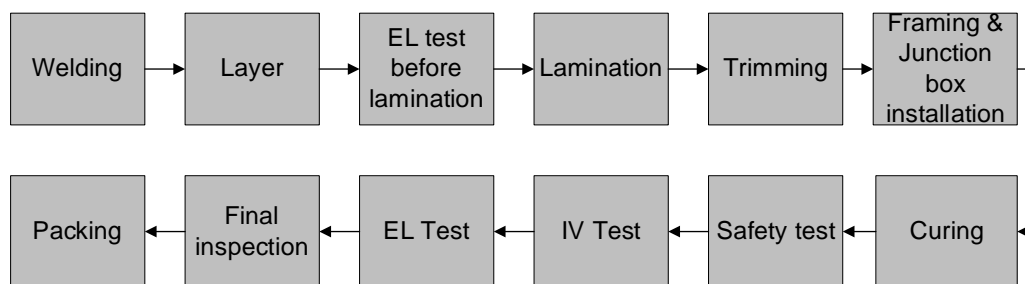 Welding
Layer
EL test
before
lamination
Lamination
Trimming
Framing &
Junction
box
installation
Packing
Final
inspection
EL Test
IV Test
Safety test
Curing